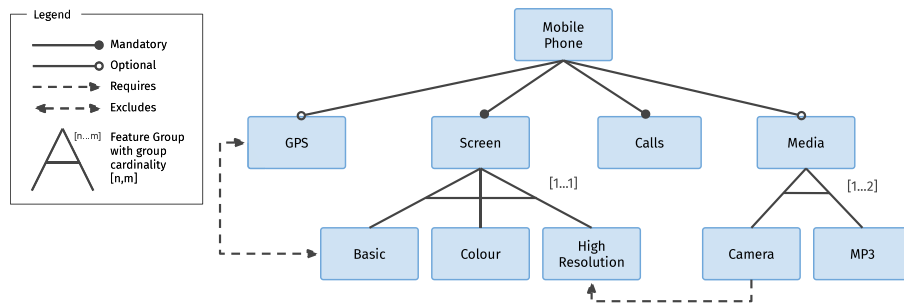 Legend
Mandatory
Optional
Requires
Excludes
[n...m]
Feature Group
with group
cardinality
[n,m]
Mobile
Phone
GPS
Screen
Calls
Media
[1...1]
[1...2]
Basic
Colour
High
Resolution
Camera
MP3